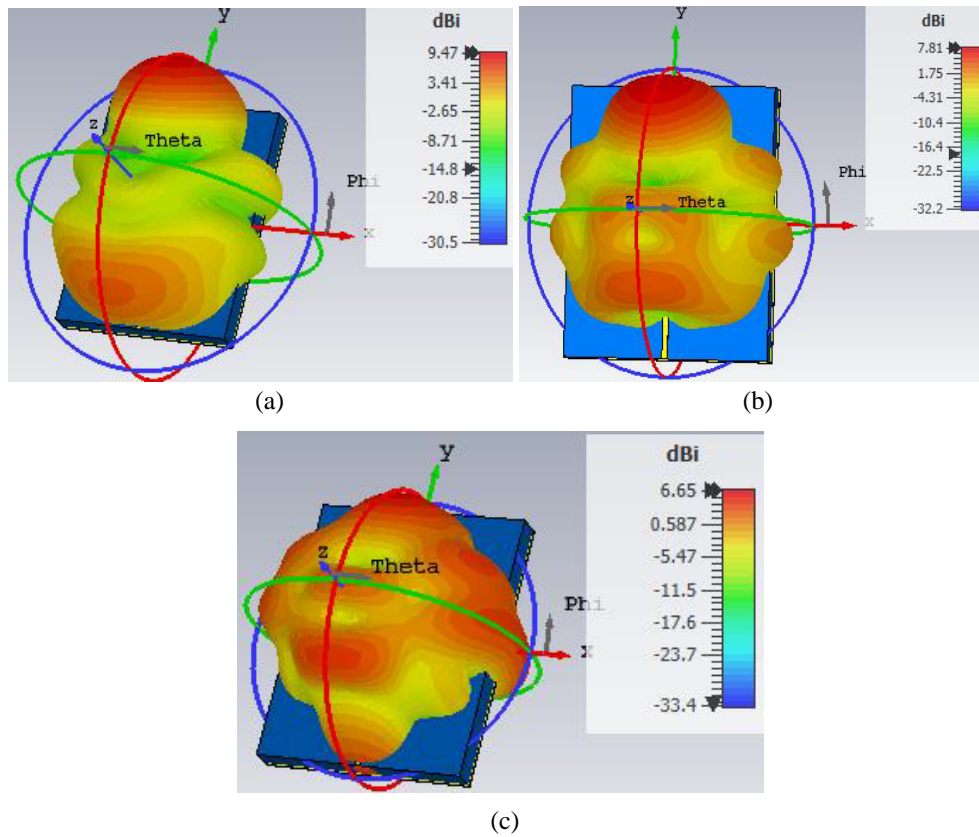 y
dBi
9.47
3.41
-2.65
-8.71
-14.8
-20.8
-30.5
z
Theta
Phi
x
(a)
y
dBi
7.81
1.75
-4.31
-10.4
-16.4
-22.5
-32.2
z
Theta
Phi
x
(b)
y
dBi
6.65
0.587
-5.47
-11.5
-17.6
-23.7
-33.4
z
Theta
Phi
x
(c)